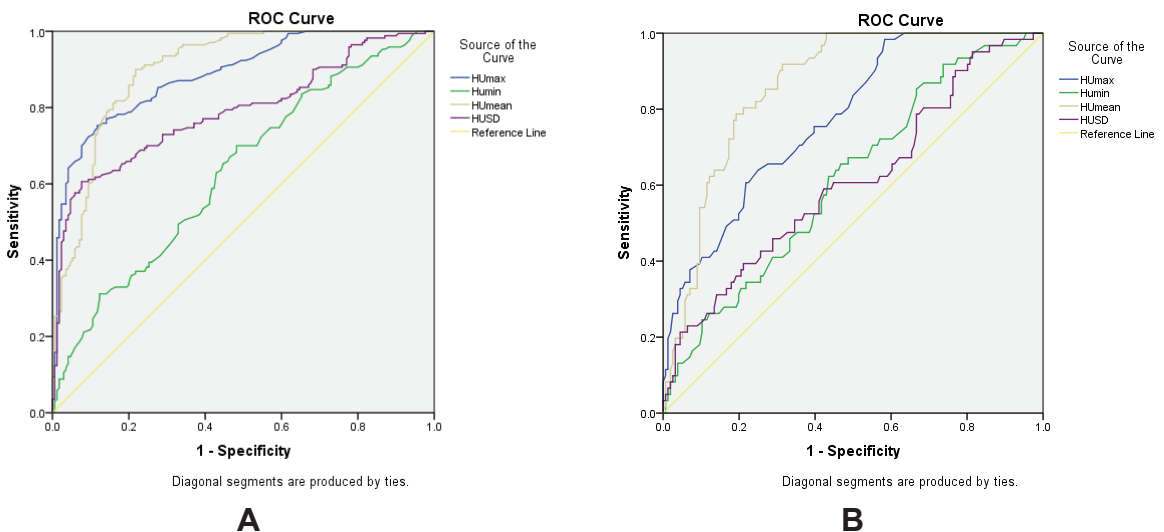 ROC Curve
Source of the
Curve
HUmax
Humin
HUmean
HUSD
Reference Line
Sensitivity
1.0
0.8
0.6
0.4
0.2
0.0
0.0 0.2 0.4 0.6 0.8 1.0
1 - Specificity
Diagonal segments are produced by ties.
A
ROC Curve
Source of the
Curve
HUmax
Humin
HUmean
HUSD
Reference Line
Sensitivity
1.0
0.8
0.6
0.4
0.2
0.0
0.0 0.2 0.4 0.6 0.8 1.0
1 - Specificity
Diagonal segments are produced by ties.
B